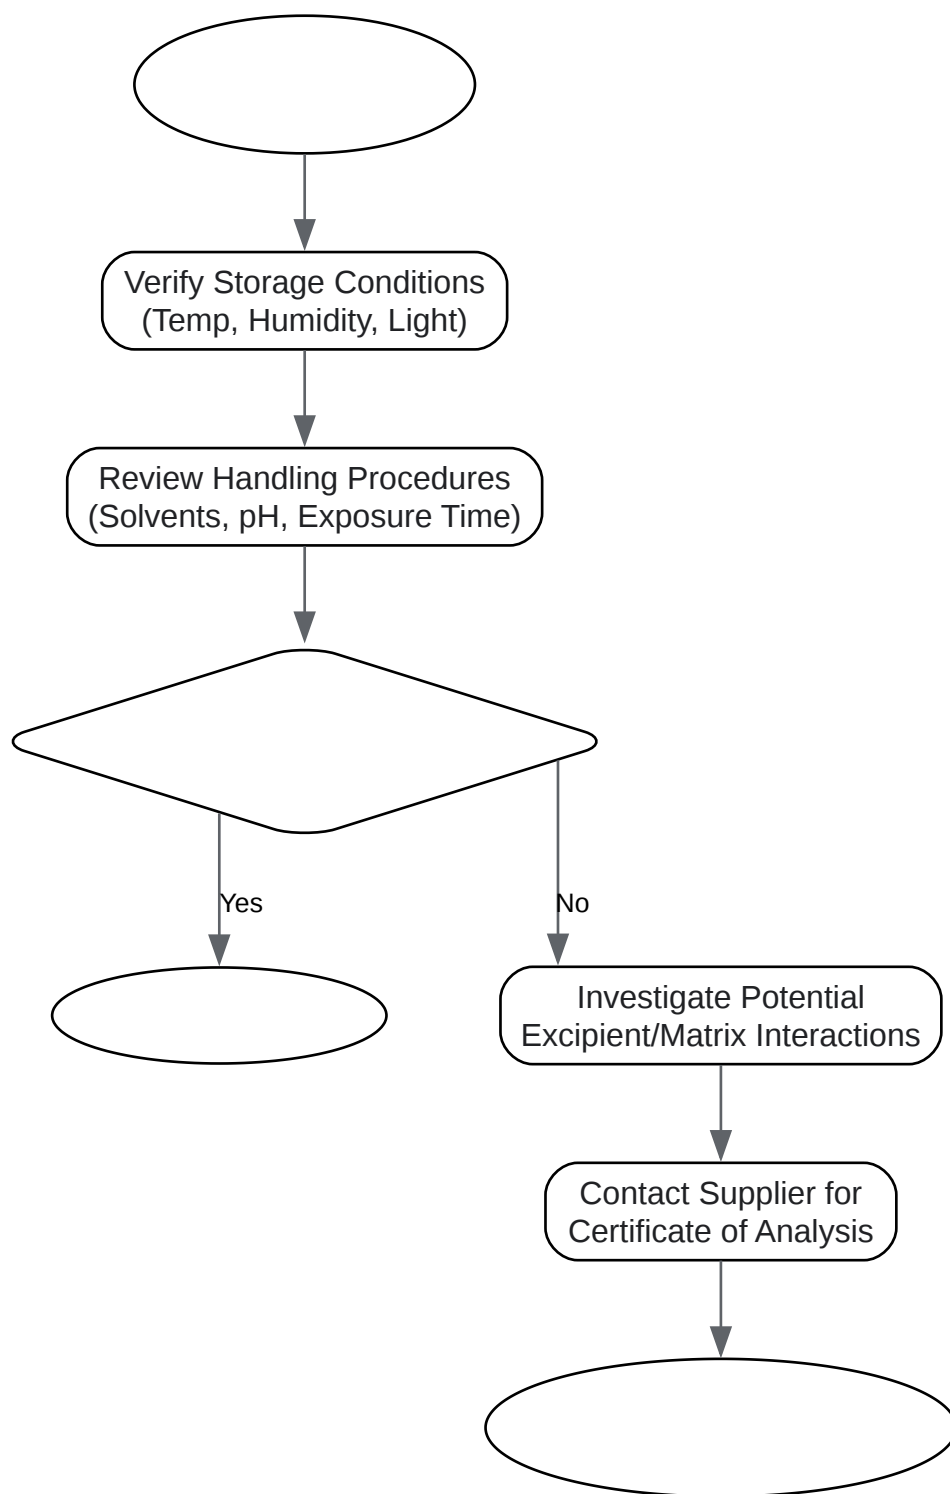 Verify Storage Conditions
(Temp, Humidity, Light)
Review Handling Procedures
(Solvents, pH, Exposure Time)
Yes
No
Investigate Potential
Excipient/Matrix Interactions
Contact Supplier for
Certificate of Analysis